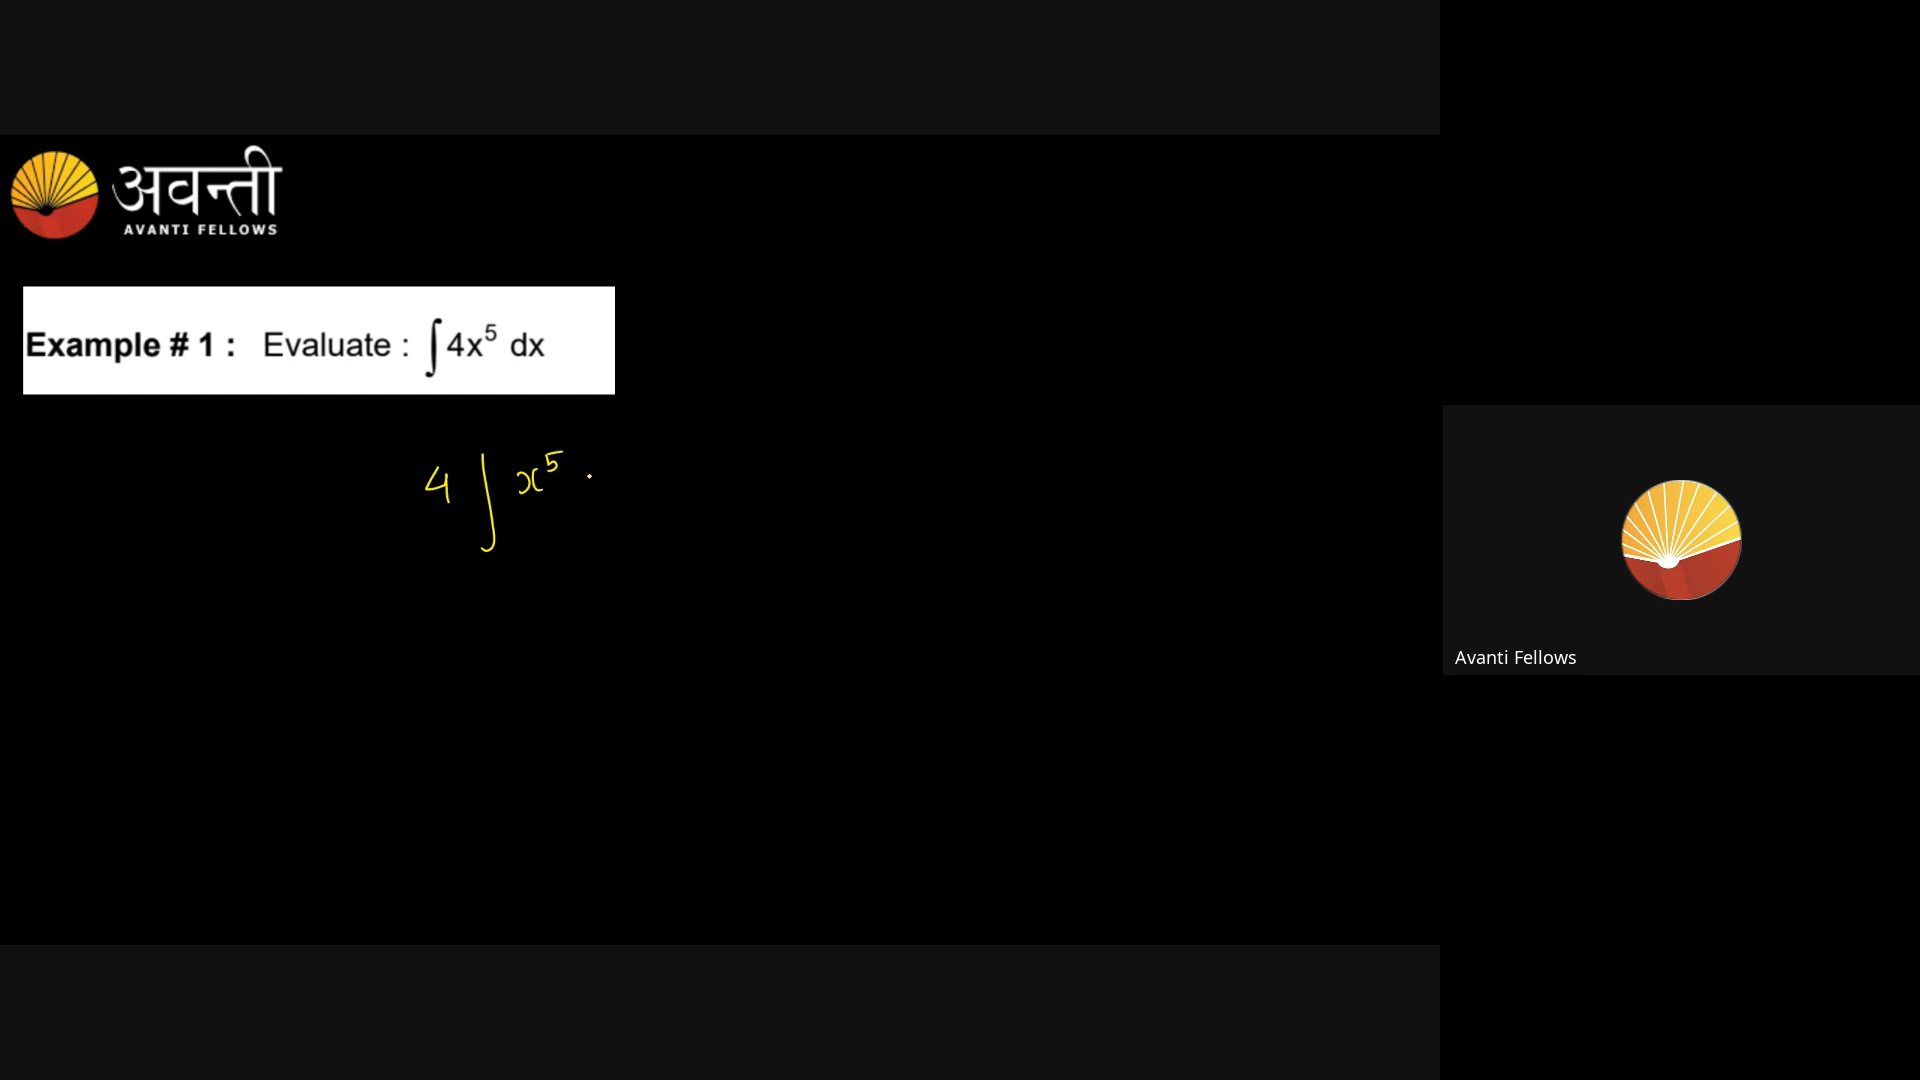 अवन्ती
AVANTI FELLOWS
Example # 1 : Evaluate : ∫4x⁵ dx
4 ∫ x⁵ .
Avanti Fellows